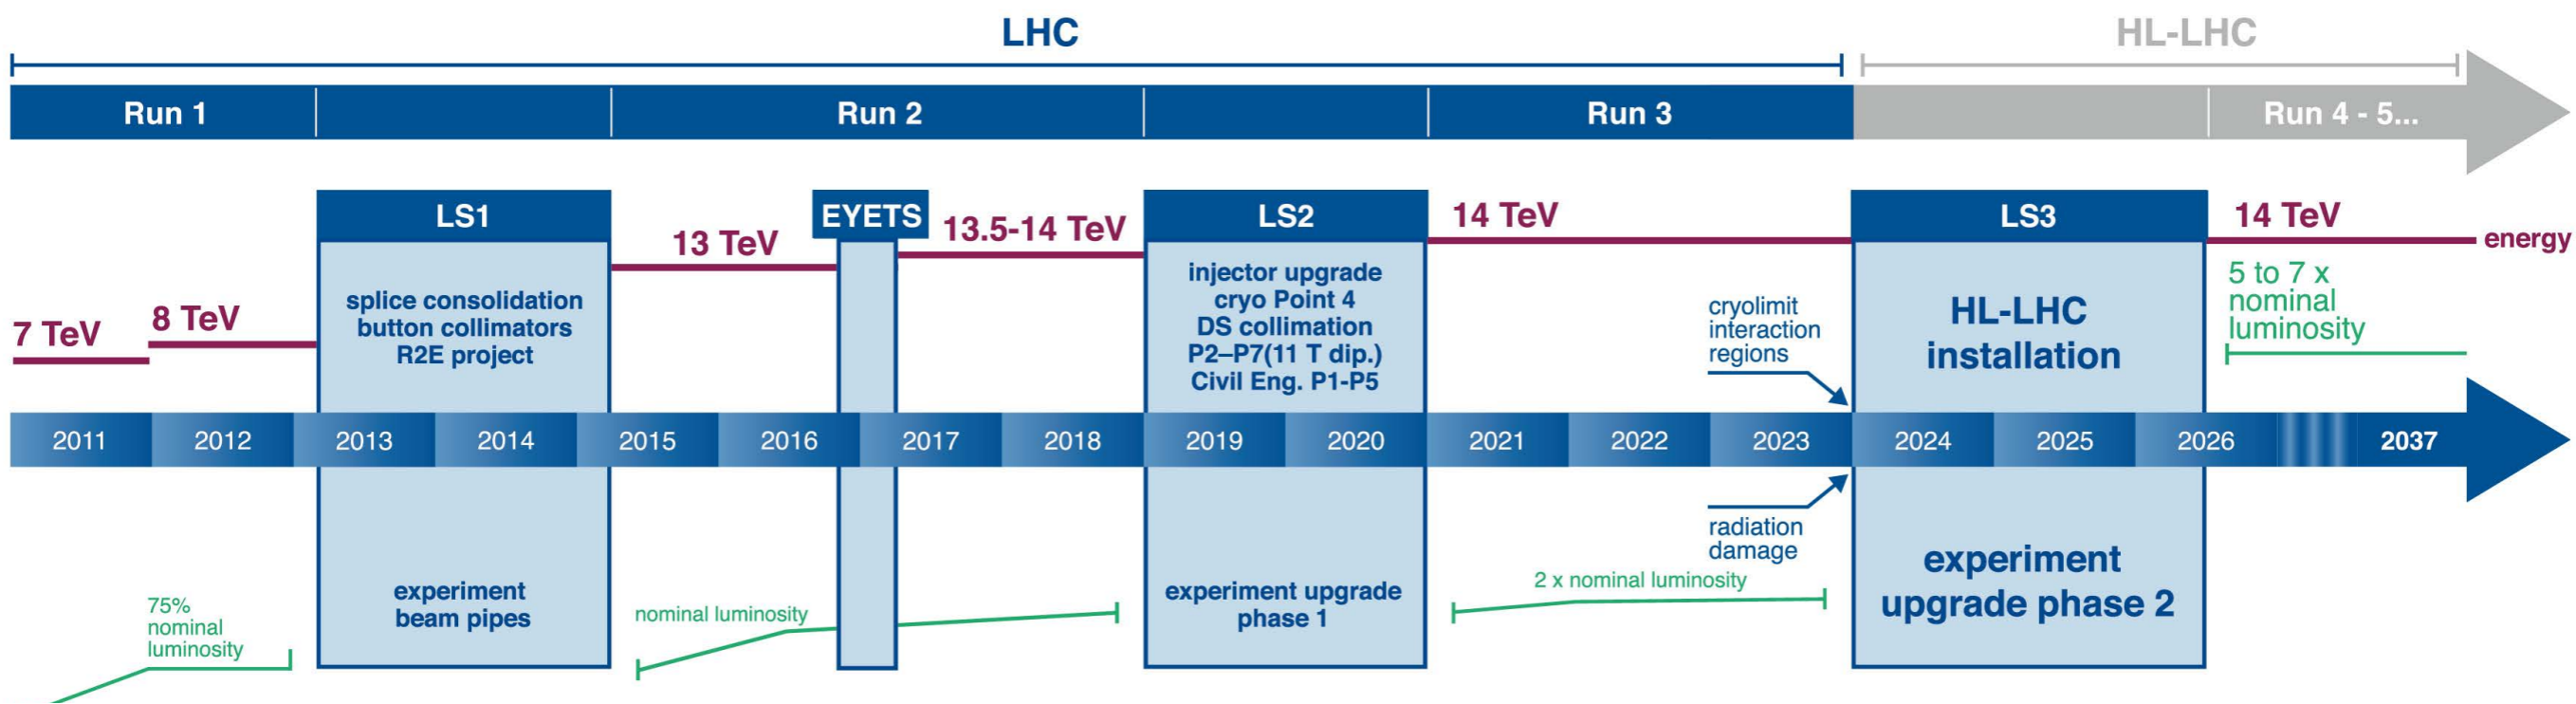 LHC
HL-LHC
Run 1
Run 2
Run 3
Run 4 - 5...
LS1
EYETS
LS2
LS3
7 TeV
8 TeV
13 TeV
13.5-14 TeV
14 TeV
14 TeV
energy
splice consolidation
button collimators
R2E project
injector upgrade
cryo Point 4
DS collimation
P2–P7(11 T dip.)
Civil Eng. P1-P5
cryolimit
interaction
regions
HL-LHC
installation
5 to 7 x
nominal
luminosity
2011
2012
2013
2014
2015
2016
2017
2018
2019
2020
2021
2022
2023
2024
2025
2026
2037
75%
nominal
luminosity
experiment
beam pipes
nominal luminosity
experiment upgrade
phase 1
2 x nominal luminosity
radiation
damage
experiment
upgrade phase 2